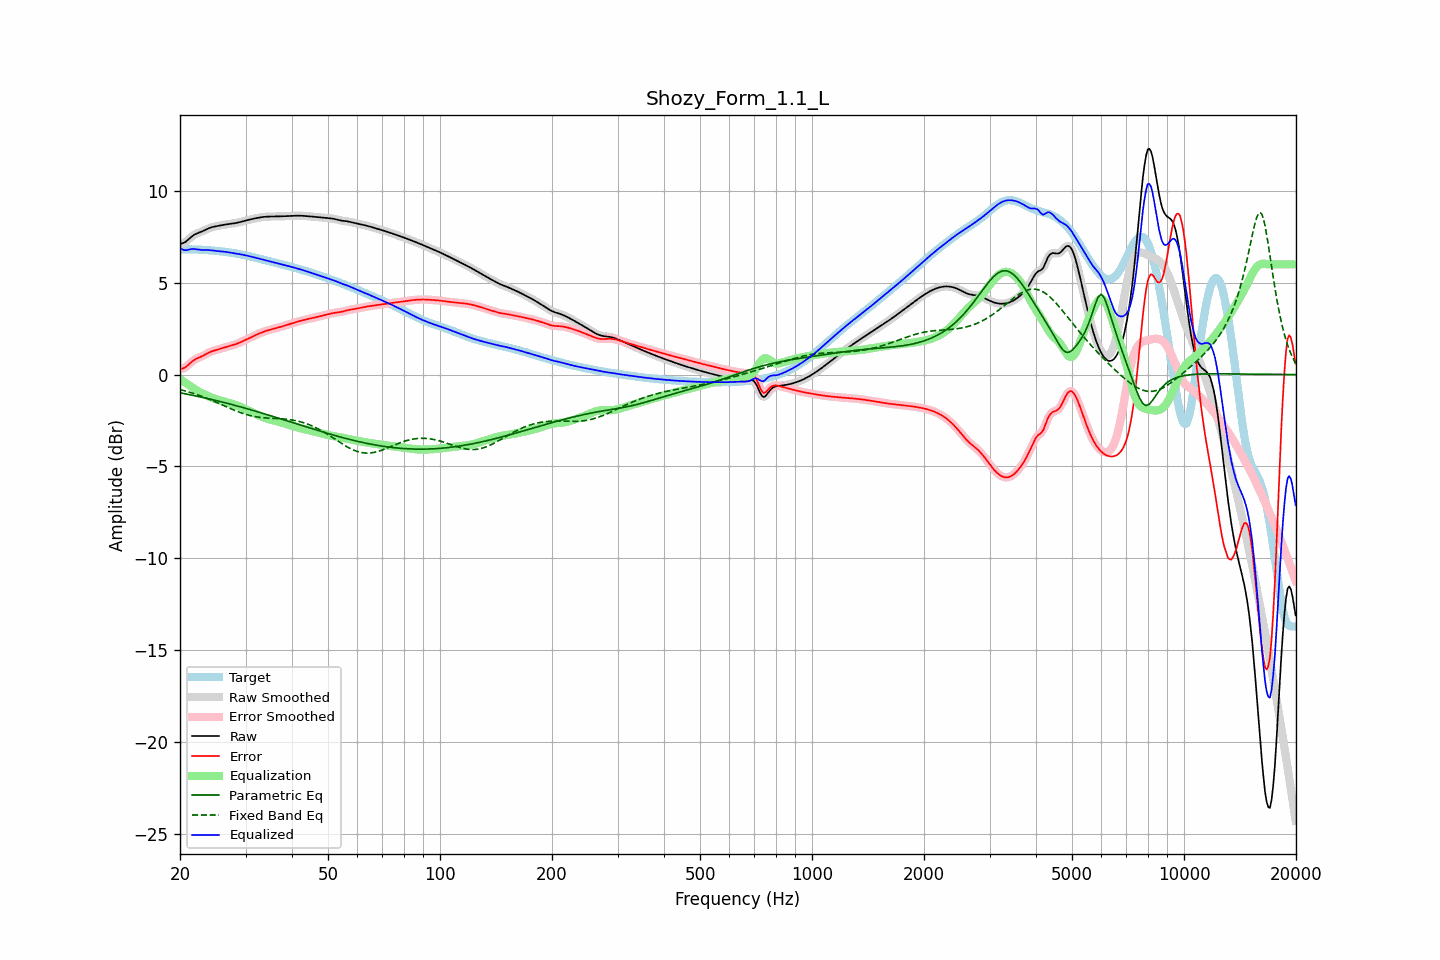 Shozy_Form_1.1_L
10
5
0
−5
−10
−15
−20
−25
Amplitude (dBr)
Target
Raw Smoothed
Error Smoothed
Raw
Error
Equalization
Parametric Eq
Fixed Band Eq
Equalized
20 50 100 200 500 1000 2000 5000 10000 20000
Frequency (Hz)